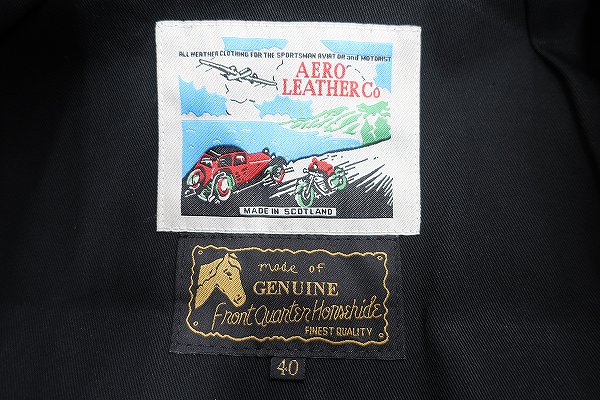 ALL WEATHER CLOTHING FOR THE SPORTSMAN AVIATOR and MOTORIST
AERO
LEATHER Co
MADE IN SCOTLAND
made of
GENUINE
Front Quarter Horsehide
FINEST QUALITY
40